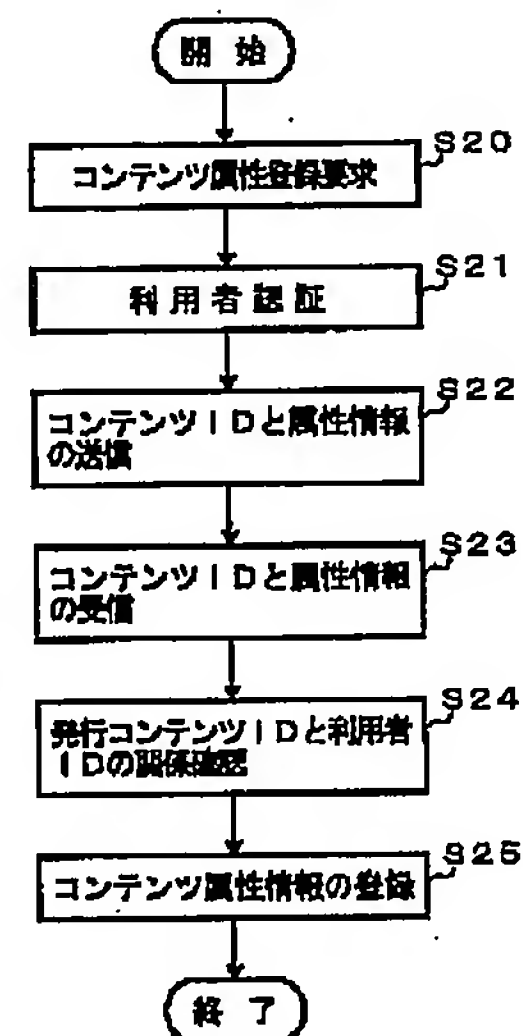 開始
S20
コンテンツ属性登録要求
S21
利用者認証
S22
コンテンツIDと属性情報
の送信
S23
コンテンツIDと属性情報
の受信
S24
発行コンテンツIDと利用者
IDの関係確認
S25
コンテンツ属性情報の登録
終了